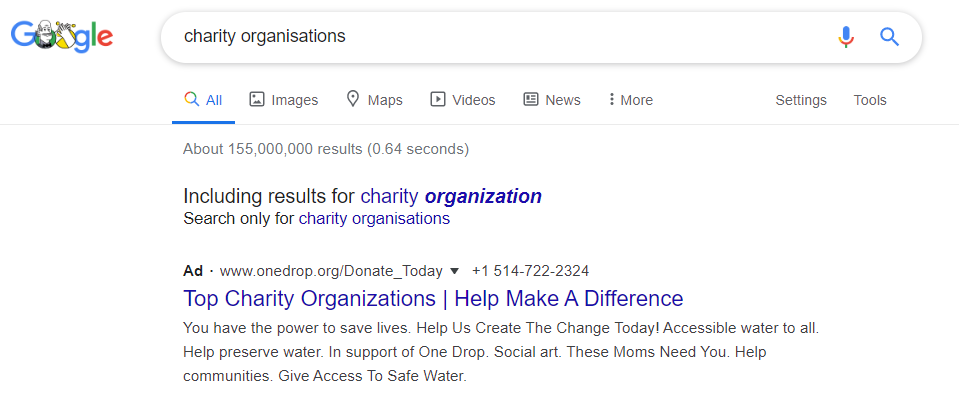 Google
charity organisations
All Images Maps Videos News More Settings Tools
About 155,000,000 results (0.64 seconds)
Including results for charity organization
Search only for charity organisations
Ad · www.onedrop.org/Donate_Today ▼ +1 514-722-2324
Top Charity Organizations | Help Make A Difference
You have the power to save lives. Help Us Create The Change Today! Accessible water to all.
Help preserve water. In support of One Drop. Social art. These Moms Need You. Help
communities. Give Access To Safe Water.